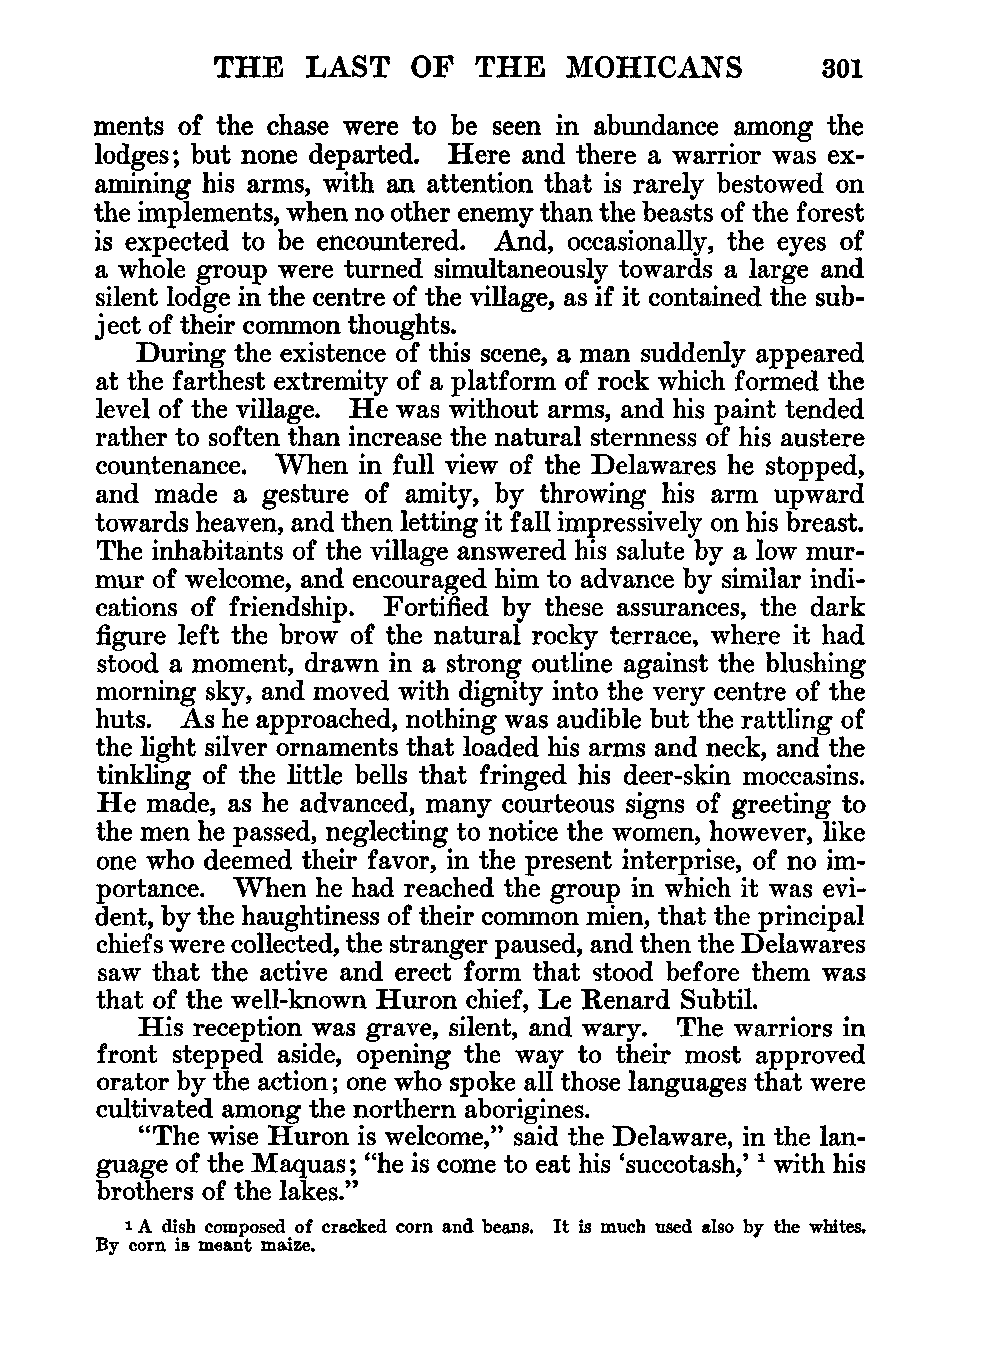 THE LAST OF THE MOHICANS 301
ments of the chase were to be seen in abundance among the
lodges; but none departed. Here and there a warrior was ex-
amining his arms, with an attention that is rarely bestowed on
the implements, when no other enemy than the beasts of the forest
is expected to be encountered. And, occasionally, the eyes of
a whole group were turned simultaneously towards a large and
silent lodge in the centre of the village, as if it contained the sub-
ject of their common thoughts.
During the existence of this scene, a man suddenly appeared
at the farthest extremity of a platform of rock which formed the
level of the village. He was without arms, and his paint tended
rather to soften than increase the natural sternness of his austere
countenance. When in full view of the Delawares he stopped,
and made a gesture of amity, by throwing his arm upward
towards heaven, and then letting it fall impressively on his breast.
The inhabitants of the village answered his salute by a low mur-
mur of welcome, and encouraged him to advance by similar indi-
cations of friendship. Fortified by these assurances, the dark
figure left the brow of the natural rocky terrace, where it had
stood a moment, drawn in a strong outline against the blushing
morning sky, and moved with dignity into the very centre of the
huts. As he approached, nothing was audible but the rattling of
the light silver ornaments that loaded his arms and neck, and the
tinkling of the little bells that fringed his deer-skin moccasins.
He made, as he advanced, many courteous signs of greeting to
the men he passed, neglecting to notice the women, however, like
one who deemed their favor, in the present interprise, of no im-
portance. When he had reached the group in which it was evi-
dent, by the haughtiness of their common mien, that the principal
chiefs were collected, the stranger paused, and then the Delawares
saw that the active and erect form that stood before them was
that of the well-known Huron chief, Le Renard Subtil.
His reception was grave, silent, and wary. The warriors in
front stepped aside, opening the way to their most approved
orator by the action; one who spoke all those languages that were
cultivated among the northern aborigines.
“The wise Huron is welcome,” said the Delaware, in the lan-
guage of the Maquas; “he is come to eat his ‘succotash,’ ¹ with his
brothers of the lakes.”
¹ A dish composed of cracked corn and beans. It is much used also by the whites.
By corn is meant maize.